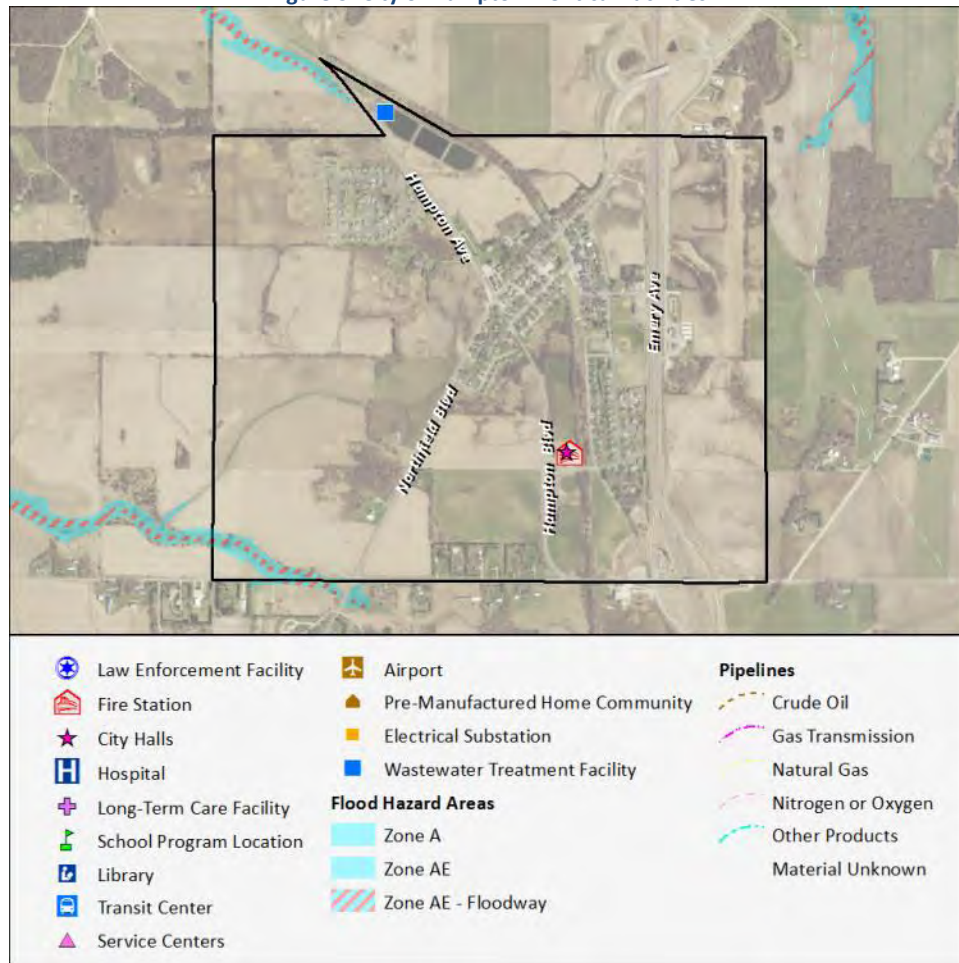 Hampton Ave
Emery Ave
Northfield Blvd
Hampton Blvd
Law Enforcement Facility
Fire Station
City Halls
Hospital
Long-Term Care Facility
School Program Location
Library
Transit Center
Service Centers
Airport
Pre-Manufactured Home Community
Electrical Substation
Wastewater Treatment Facility
Flood Hazard Areas
Zone A
Zone AE
Zone AE - Floodway
Pipelines
Crude Oil
Gas Transmission
Natural Gas
Nitrogen or Oxygen
Other Products
Material Unknown